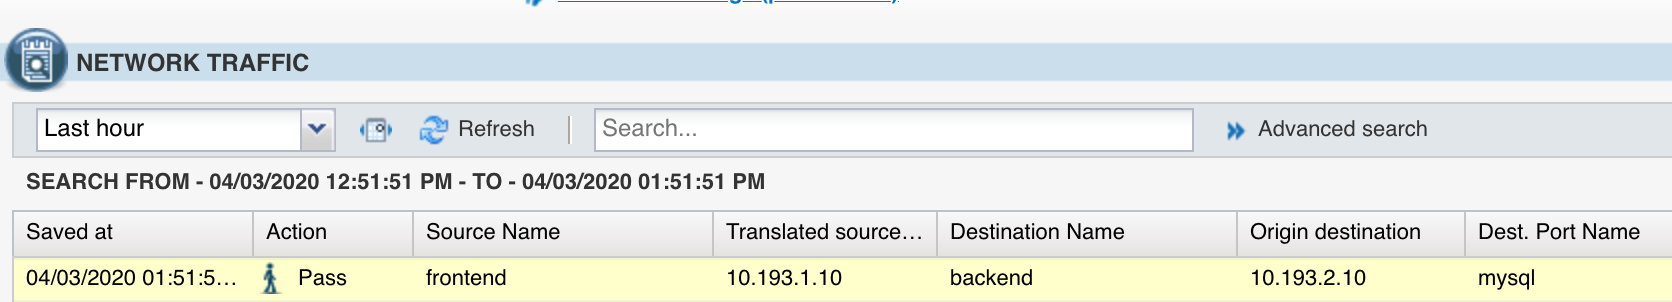 NETWORK TRAFFIC
Last hour Refresh Search... Advanced search
SEARCH FROM - 04/03/2020 12:51:51 PM - TO - 04/03/2020 01:51:51 PM
Saved at Action Source Name Translated source... Destination Name Origin destination Dest. Port Name
04/03/2020 01:51:5... Pass frontend 10.193.1.10 backend 10.193.2.10 mysql